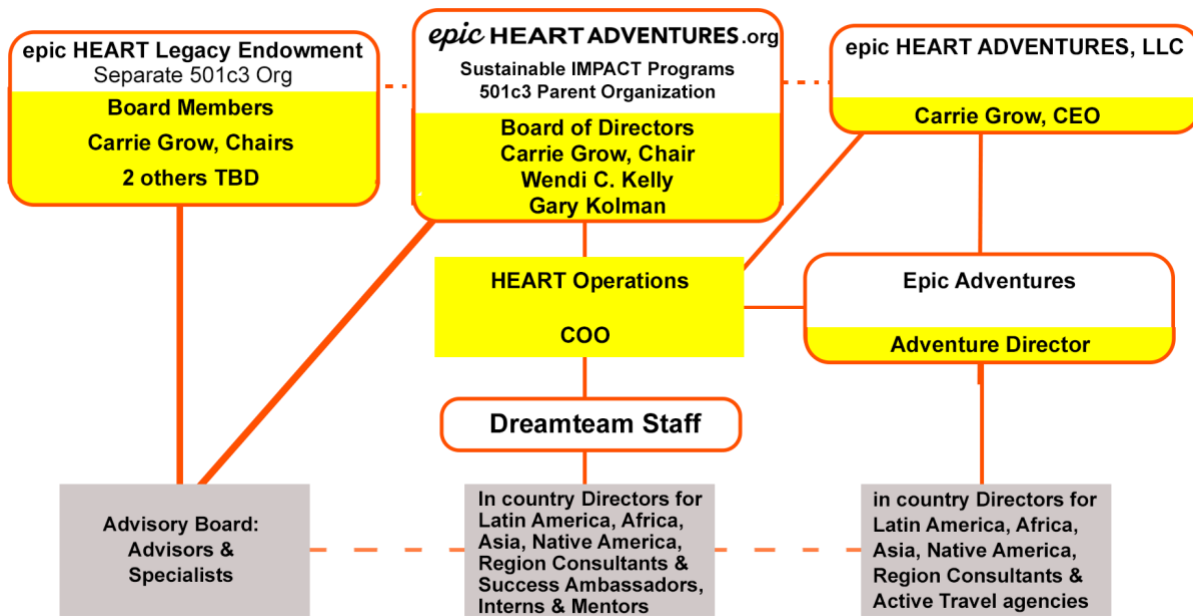 epic HEART Legacy Endowment
Separate 501c3 Org
Board Members
Carrie Grow, Chairs
2 others TBD
epic HEART ADVENTURES.org
Sustainable IMPACT Programs
501c3 Parent Organization
Board of Directors
Carrie Grow, Chair
Wendi C. Kelly
Gary Kolman
epic HEART ADVENTURES, LLC
Carrie Grow, CEO
HEART Operations
COO
Epic Adventures
Adventure Director
Dreamteam Staff
Advisory Board:
Advisors &
Specialists
In country Directors for
Latin America, Africa,
Asia, Native America,
Region Consultants &
Success Ambassadors,
Interns & Mentors
in country Directors for
Latin America, Africa,
Asia, Native America,
Region Consultants &
Active Travel agencies